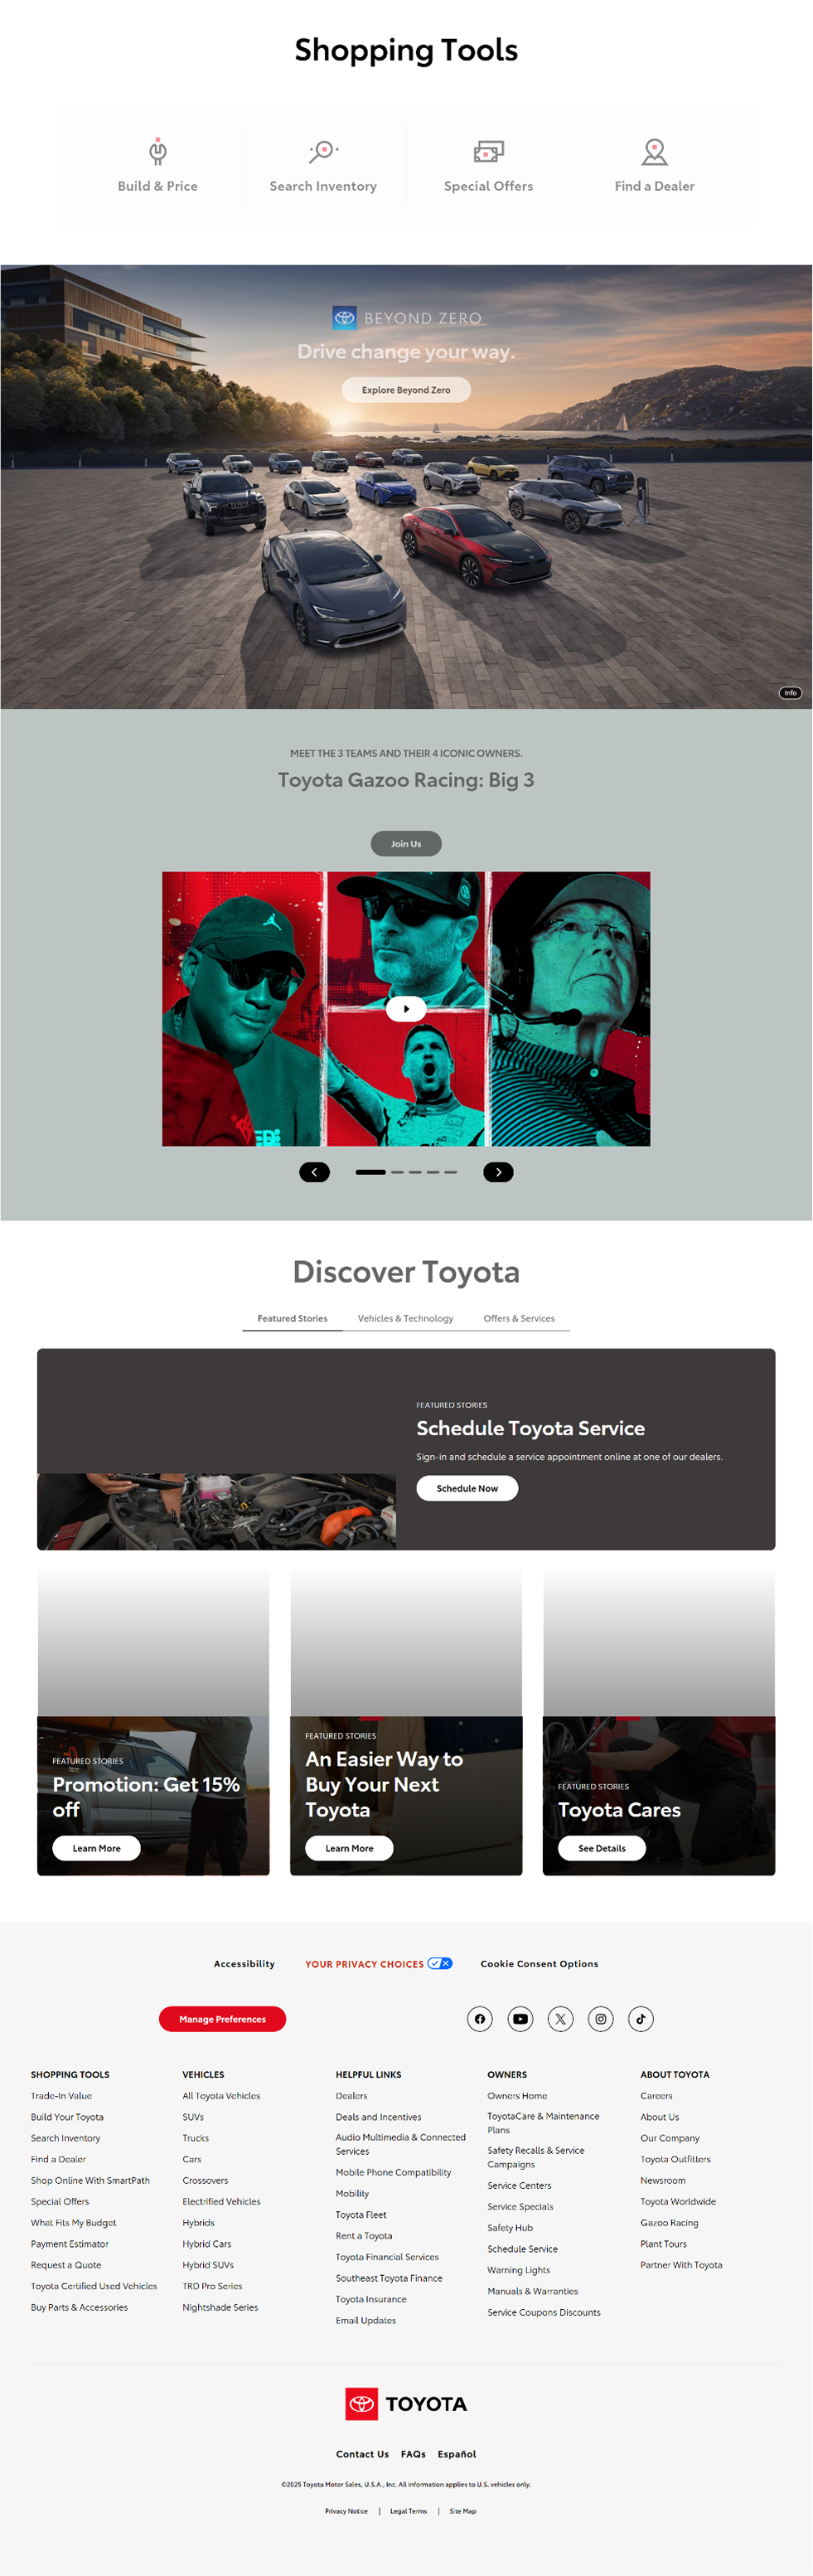 Shopping Tools
Build & Price
Search Inventory
Special Offers
Find a Dealer
BEYOND ZERO
Drive change your way.
Explore Beyond Zero
Info
MEET THE 3 TEAMS AND THEIR 4 ICONIC OWNERS.
Toyota Gazoo Racing: Big 3
Join Us
Discover Toyota
Featured Stories
Vehicles & Technology
Offers & Services
FEATURED STORIES
Schedule Toyota Service
Sign-in and schedule a service appointment online at one of our dealers.
Schedule Now
FEATURED STORIES
Promotion: Get 15%
off
Learn More
FEATURED STORIES
An Easier Way to
Buy Your Next
Toyota
Learn More
FEATURED STORIES
Toyota Cares
See Details
Accessibility
YOUR PRIVACY CHOICES
Cookie Consent Options
Manage Preferences
SHOPPING TOOLS
Trade-In Value
Build Your Toyota
Search Inventory
Find a Dealer
Shop Online With SmartPath
Special Offers
What Fits My Budget
Payment Estimator
Request a Quote
Toyota Certified Used Vehicles
Buy Parts & Accessories
VEHICLES
All Toyota Vehicles
SUVs
Trucks
Cars
Crossovers
Electrified Vehicles
Hybrids
Hybrid Cars
Hybrid SUVs
TRD Pro Series
Nightshade Series
HELPFUL LINKS
Dealers
Deals and Incentives
Audio Multimedia & Connected
Services
Mobile Phone Compatibility
Mobility
Toyota Fleet
Rent a Toyota
Toyota Financial Services
Southeast Toyota Finance
Toyota Insurance
Email Updates
OWNERS
Owners Home
ToyotaCare & Maintenance
Plans
Safety Recalls & Service
Campaigns
Service Centers
Service Specials
Safety Hub
Schedule Service
Warning Lights
Manuals & Warranties
Service Coupons Discounts
ABOUT TOYOTA
Careers
About Us
Our Company
Toyota Outfitters
Newsroom
Toyota Worldwide
Gazoo Racing
Plant Tours
Partner With Toyota
TOYOTA
Contact Us
FAQs
Español
©2025 Toyota Motor Sales, U.S.A., Inc. All information applies to U.S. vehicles only.
Privacy Notice | Legal Terms | Site Map